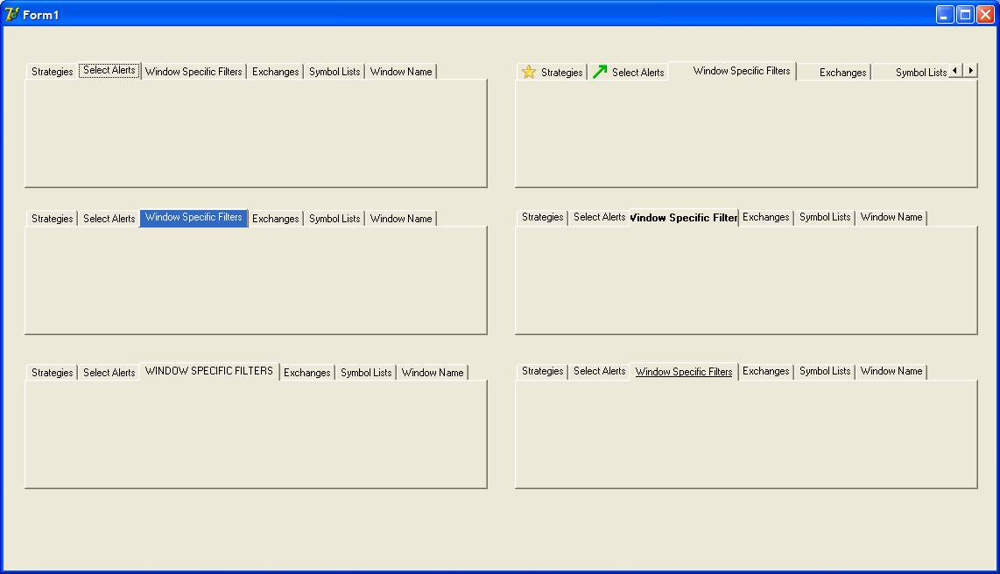 Form1
Strategies Select Alerts Window Specific Filters Exchanges Symbol Lists Window Name
Strategies Select Alerts Window Specific Filters Exchanges Symbol Lists
Strategies Select Alerts Window Specific Filters Exchanges Symbol Lists Window Name
Strategies Select Alerts Window Specific Filter Exchanges Symbol Lists Window Name
Strategies Select Alerts WINDOW SPECIFIC FILTERS Exchanges Symbol Lists Window Name
Strategies Select Alerts Window Specific Filters Exchanges Symbol Lists Window Name